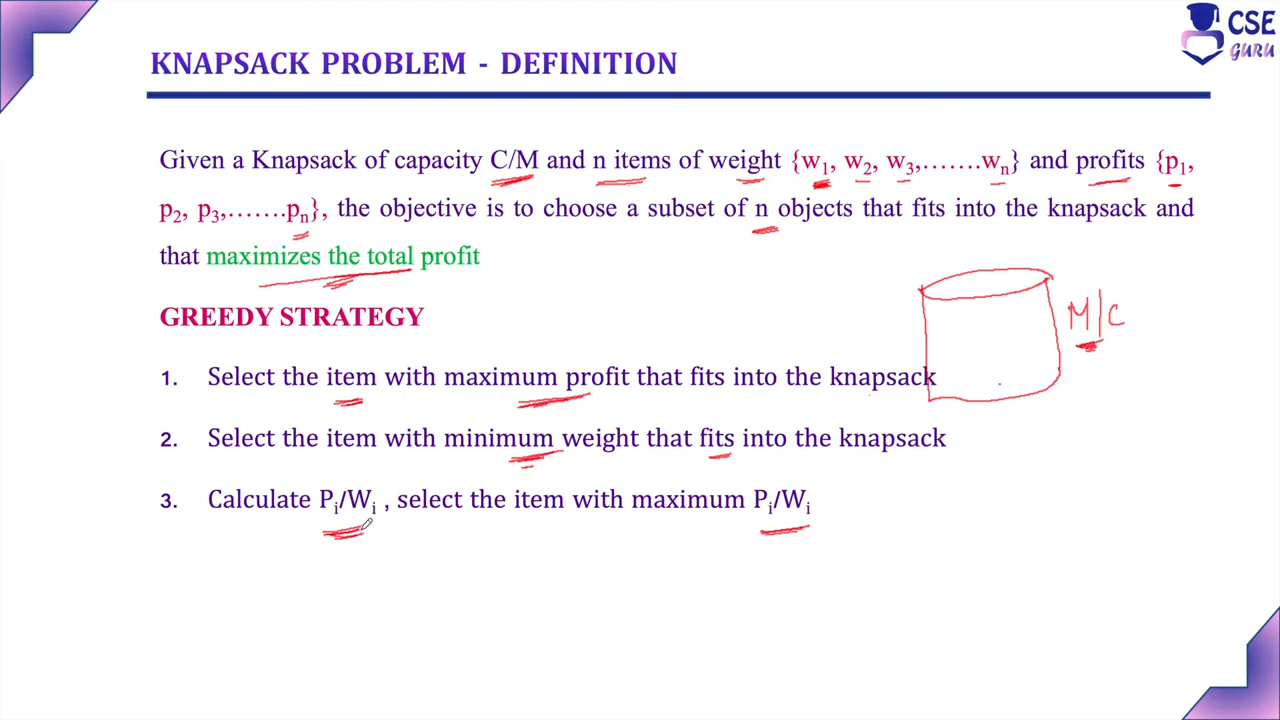 CSE
GURU
KNAPSACK PROBLEM - DEFINITION
Given a Knapsack of capacity C/M and n items of weight {w₁, w₂, w₃,…….wₙ} and profits {p₁,
p₂, p₃,…….pₙ}, the objective is to choose a subset of n objects that fits into the knapsack and
that maximizes the total profit
M|C
GREEDY STRATEGY
1. Select the item with maximum profit that fits into the knapsack
2. Select the item with minimum weight that fits into the knapsack
3. Calculate Pᵢ/Wᵢ , select the item with maximum Pᵢ/Wᵢ